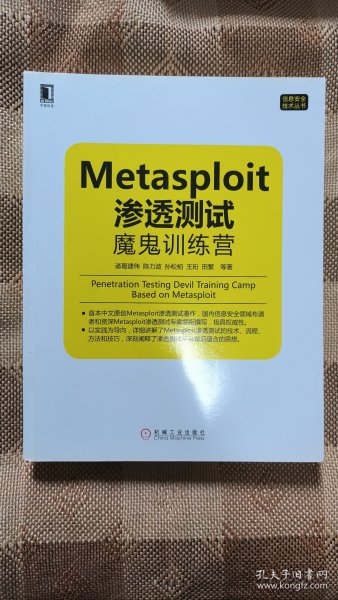 华章科技
信息安全
技术丛书
Metasploit
渗透测试
魔鬼训练营
诸葛建伟 陈力波 孙松柏 王珩 田繁 等著
Penetration Testing Devil Training Camp
Based on Metasploit
● 首本中文原创Metasploit渗透测试著作，国内信息安全领域布道
者和资深Metasploit渗透测试专家领衔撰写，极具权威性。
● 以实践为导向，详细讲解了Metasploit渗透测试的技术、流程、
方法和技巧，深刻阐释了渗透测试平台背后蕴含的思想。
机械工业出版社
China Machine Press
孔夫子旧书网
www.kongfz.com